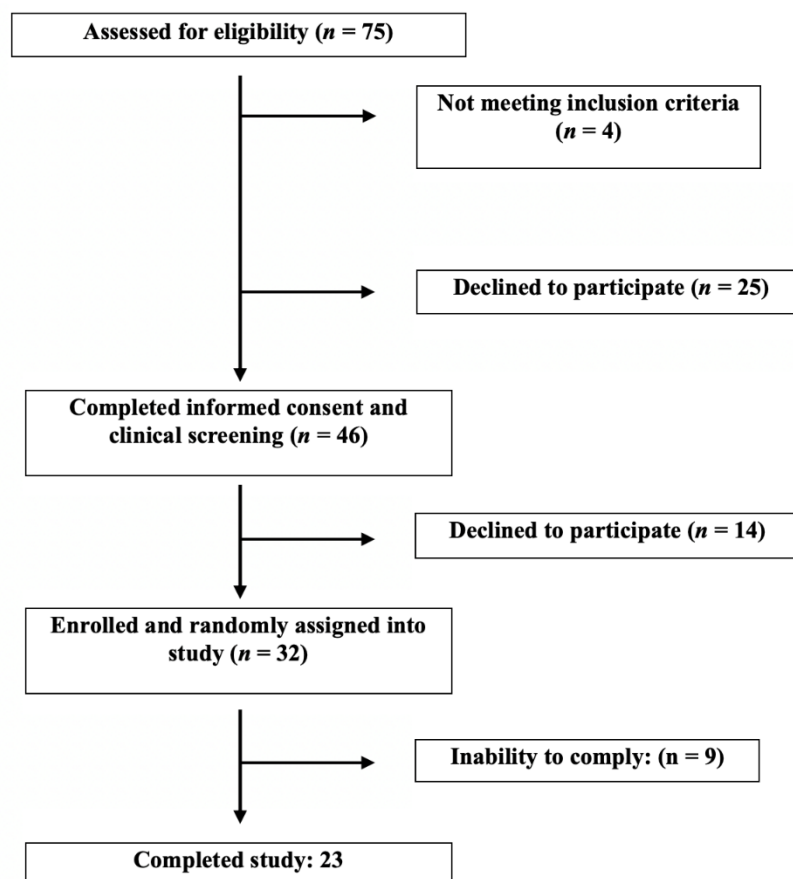 Assessed for eligibility (n = 75)
Not meeting inclusion criteria
(n = 4)
Declined to participate (n = 25)
Completed informed consent and
clinical screening (n = 46)
Declined to participate (n = 14)
Enrolled and randomly assigned into
study (n = 32)
Inability to comply: (n = 9)
Completed study: 23